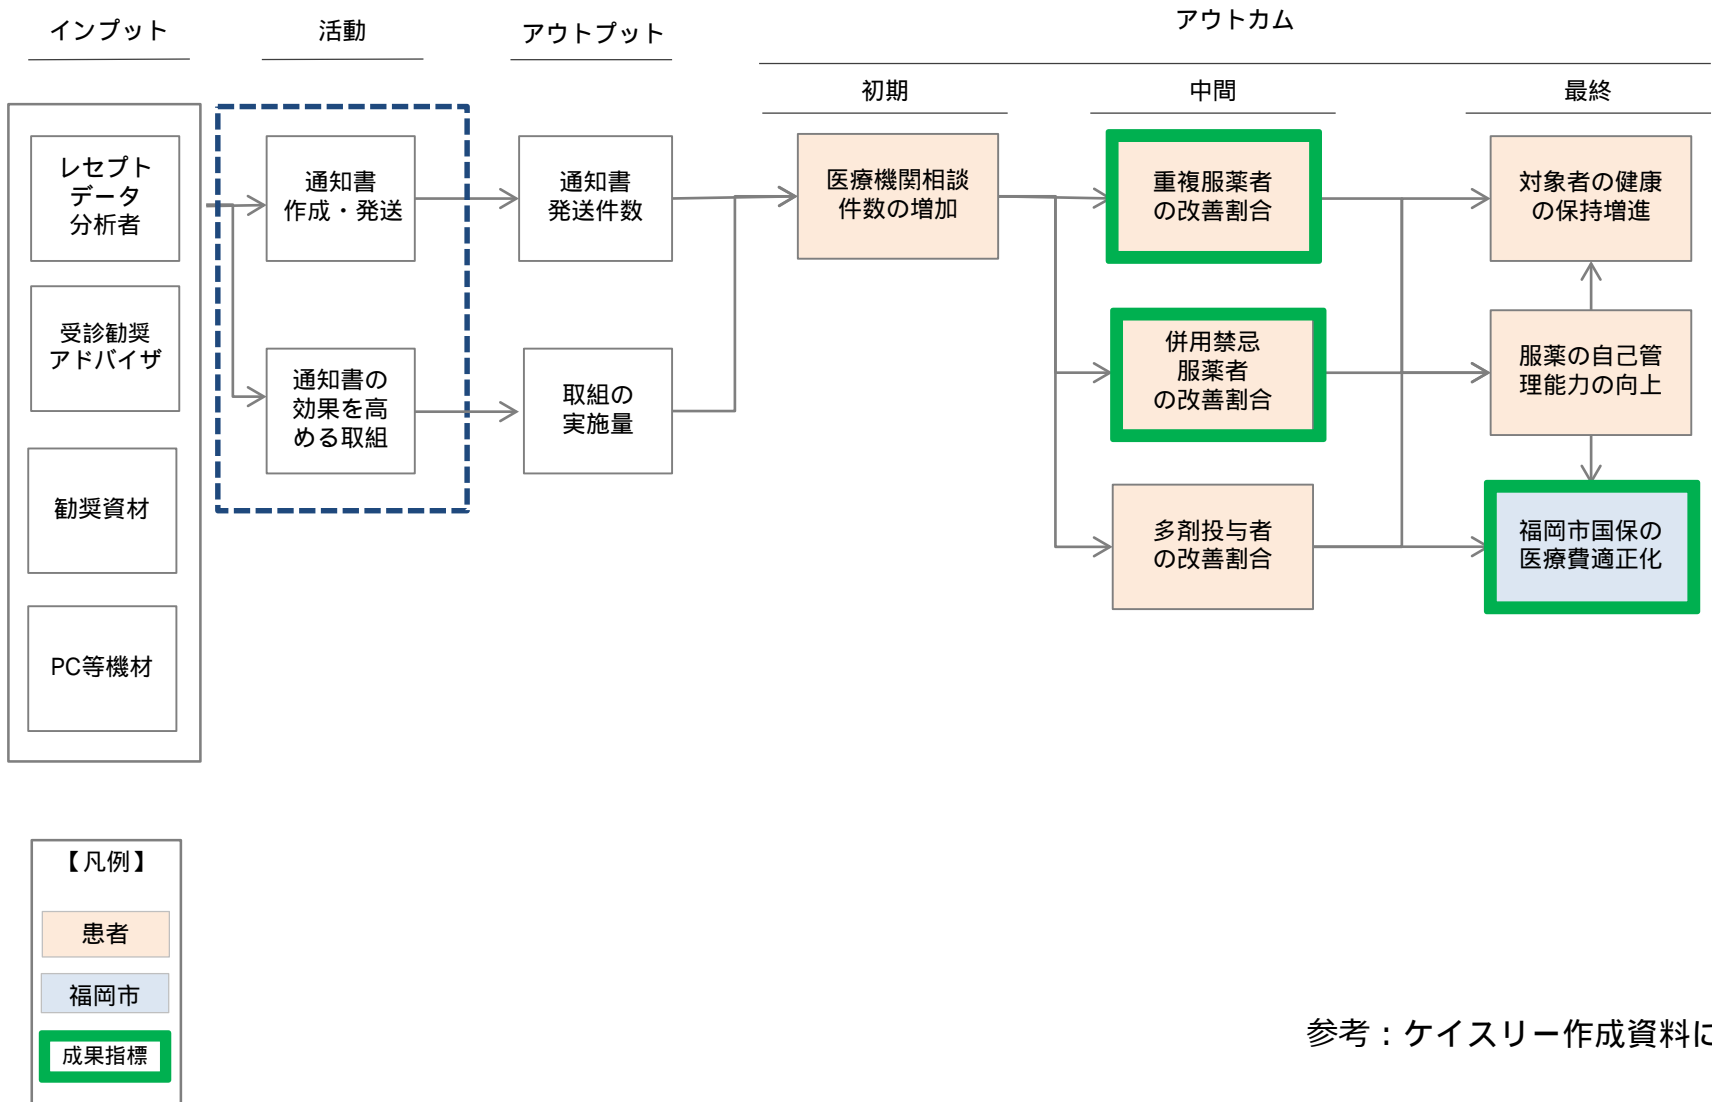 インプット
活動
アウトプット
アウトカム
初期
中間
最終
レセプト
データ
分析者
受診勧奨
アドバイザ
勧奨資材
PC等機材
通知書
作成・発送
通知書の
効果を高
める取組
通知書
発送件数
取組の
実施量
医療機関相談
件数の増加
重複服薬者
の改善割合
併用禁忌
服薬者
の改善割合
多剤投与者
の改善割合
対象者の健康
の保持増進
服薬の自己管
理能力の向上
福岡市国保の
医療費適正化
【凡例】
患者
福岡市
成果指標
参考：ケイスリー作成資料に